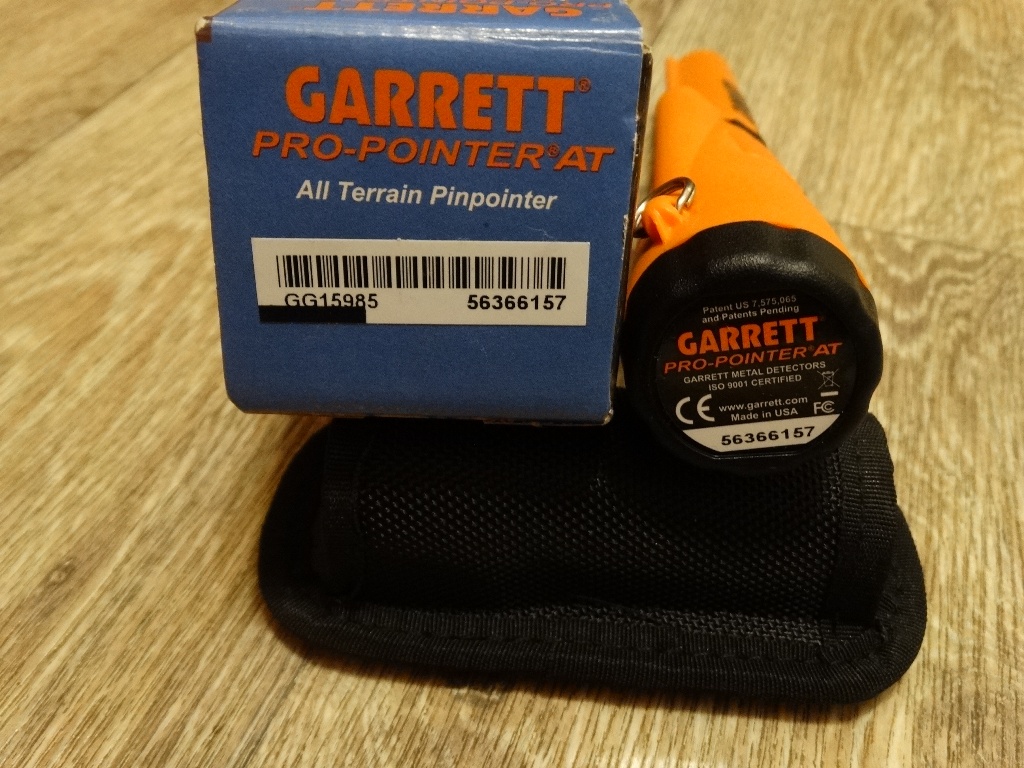 GARRETT
GARRETT®
PRO-POINTER®AT
All Terrain Pinpointer
GG15985 56366157
Patent US 7,575,065
and Patents Pending
GARRETT®
PRO-POINTER®AT
GARRETT METAL DETECTORS
ISO 9001 CERTIFIED
CE www.garrett.com FC
Made in USA
56366157